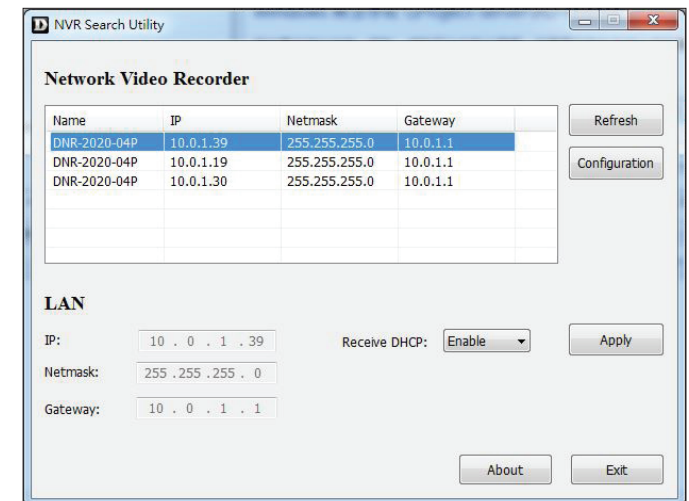 D NVR Search Utility
Network Video Recorder
Name IP Netmask Gateway
DNR-2020-04P 10.0.1.39 255.255.255.0 10.0.1.1
DNR-2020-04P 10.0.1.19 255.255.255.0 10.0.1.1
DNR-2020-04P 10.0.1.30 255.255.255.0 10.0.1.1
Refresh
Configuration
LAN
IP: 10 . 0 . 1 . 39 Receive DHCP: Enable Apply
Netmask: 255 .255 .255 . 0
Gateway: 10 . 0 . 1 . 1
About Exit